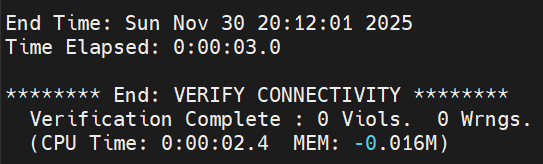 End Time: Sun Nov 30 20:12:01 2025
Time Elapsed: 0:00:03.0
******** End: VERIFY CONNECTIVITY ********
Verification Complete : 0 Viols.  0 Wrngs.
(CPU Time: 0:00:02.4  MEM: -0.016M)